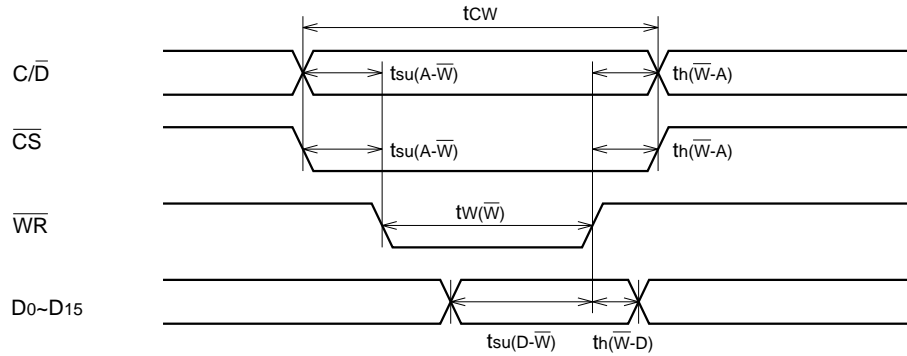 tCW
C/D̅
tsu(A-W̅)
th(W̅-A)
C̅S̅
tsu(A-W̅)
th(W̅-A)
W̅R̅
tW(W̅)
D0~D15
tsu(D-W̅)
th(W̅-D)